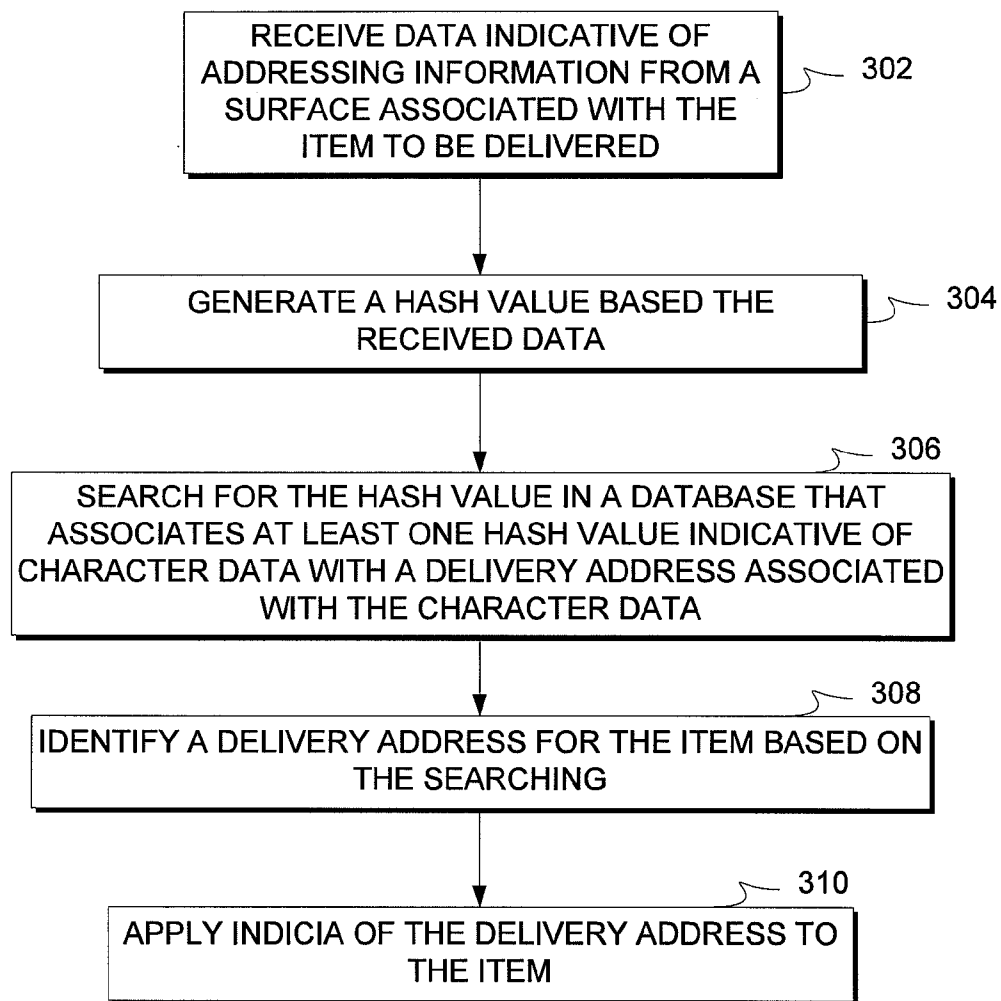 RECEIVE DATA INDICATIVE OF
ADDRESSING INFORMATION FROM A
SURFACE ASSOCIATED WITH THE
ITEM TO BE DELIVERED
302
GENERATE A HASH VALUE BASED THE
RECEIVED DATA
304
306
SEARCH FOR THE HASH VALUE IN A DATABASE THAT
ASSOCIATES AT LEAST ONE HASH VALUE INDICATIVE OF
CHARACTER DATA WITH A DELIVERY ADDRESS ASSOCIATED
WITH THE CHARACTER DATA
308
IDENTIFY A DELIVERY ADDRESS FOR THE ITEM BASED ON
THE SEARCHING
310
APPLY INDICIA OF THE DELIVERY ADDRESS TO
THE ITEM